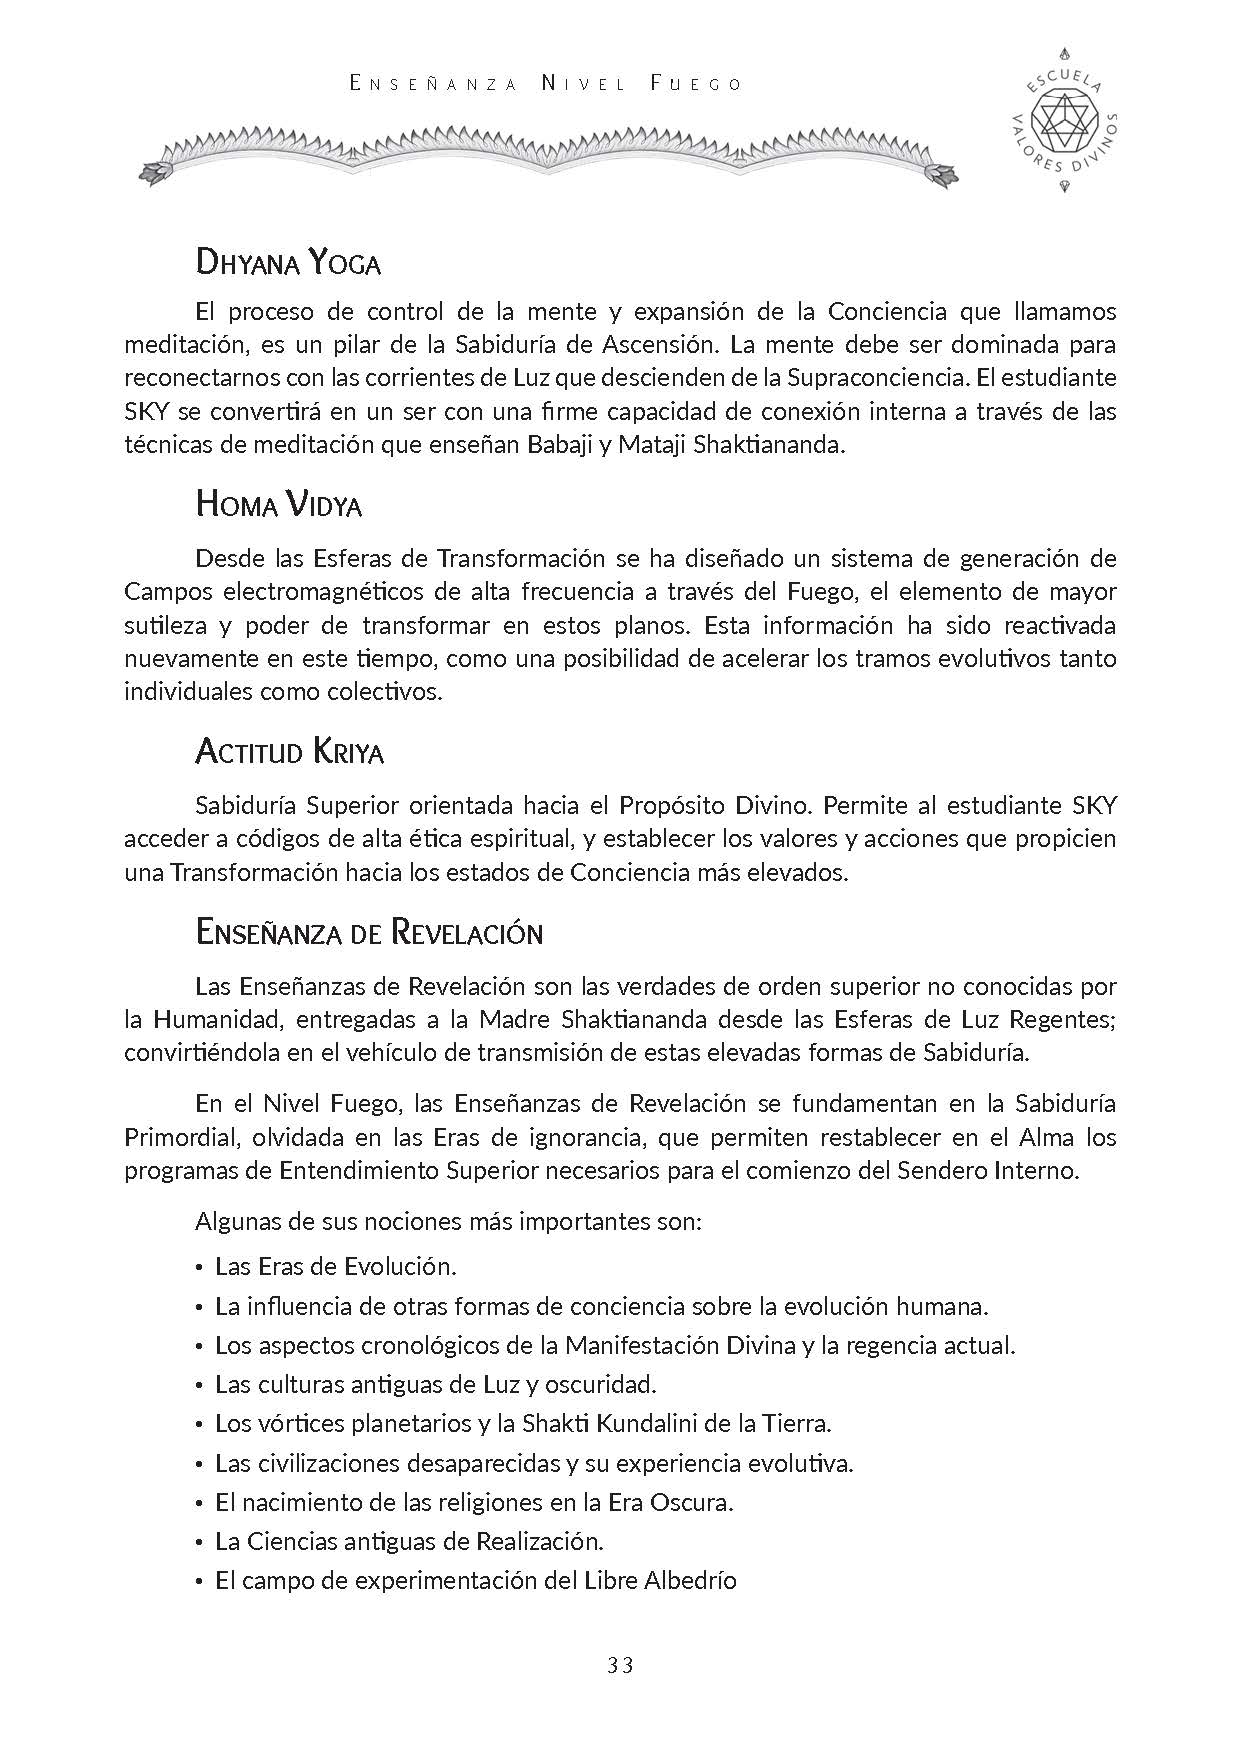 Enseñanza Nivel Fuego
ESCUELA
VALORES DIVINOS
Dhyana Yoga
El proceso de control de la mente y expansión de la Conciencia que llamamos
meditación, es un pilar de la Sabiduría de Ascensión. La mente debe ser dominada para
reconectarnos con las corrientes de Luz que descienden de la Supraconciencia. El estudiante
SKY se convertirá en un ser con una firme capacidad de conexión interna a través de las
técnicas de meditación que enseñan Babaji y Mataji Shaktiananda.
Homa Vidya
Desde las Esferas de Transformación se ha diseñado un sistema de generación de
Campos electromagnéticos de alta frecuencia a través del Fuego, el elemento de mayor
sutileza y poder de transformar en estos planos. Esta información ha sido reactivada
nuevamente en este tiempo, como una posibilidad de acelerar los tramos evolutivos tanto
individuales como colectivos.
Actitud Kriya
Sabiduría Superior orientada hacia el Propósito Divino. Permite al estudiante SKY
acceder a códigos de alta ética espiritual, y establecer los valores y acciones que propicien
una Transformación hacia los estados de Conciencia más elevados.
Enseñanza de Revelación
Las Enseñanzas de Revelación son las verdades de orden superior no conocidas por
la Humanidad, entregadas a la Madre Shaktiananda desde las Esferas de Luz Regentes;
convirtiéndola en el vehículo de transmisión de estas elevadas formas de Sabiduría.
En el Nivel Fuego, las Enseñanzas de Revelación se fundamentan en la Sabiduría
Primordial, olvidada en las Eras de ignorancia, que permiten restablecer en el Alma los
programas de Entendimiento Superior necesarios para el comienzo del Sendero Interno.
Algunas de sus nociones más importantes son:
• Las Eras de Evolución.
• La influencia de otras formas de conciencia sobre la evolución humana.
• Los aspectos cronológicos de la Manifestación Divina y la regencia actual.
• Las culturas antiguas de Luz y oscuridad.
• Los vórtices planetarios y la Shakti Kundalini de la Tierra.
• Las civilizaciones desaparecidas y su experiencia evolutiva.
• El nacimiento de las religiones en la Era Oscura.
• La Ciencias antiguas de Realización.
• El campo de experimentación del Libre Albedrío
33